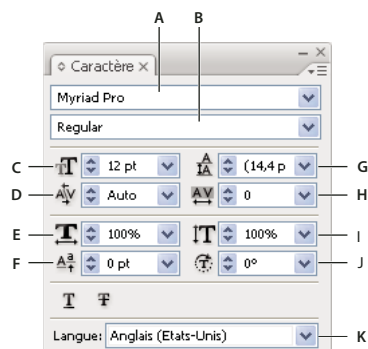 A B
Caractère
Myriad Pro
Regular
C 12 pt (14,4 p G
D Auto 0 H
E 100% 100% I
F 0 pt 0° J
T T
Langue: Anglais (Etats-Unis) K